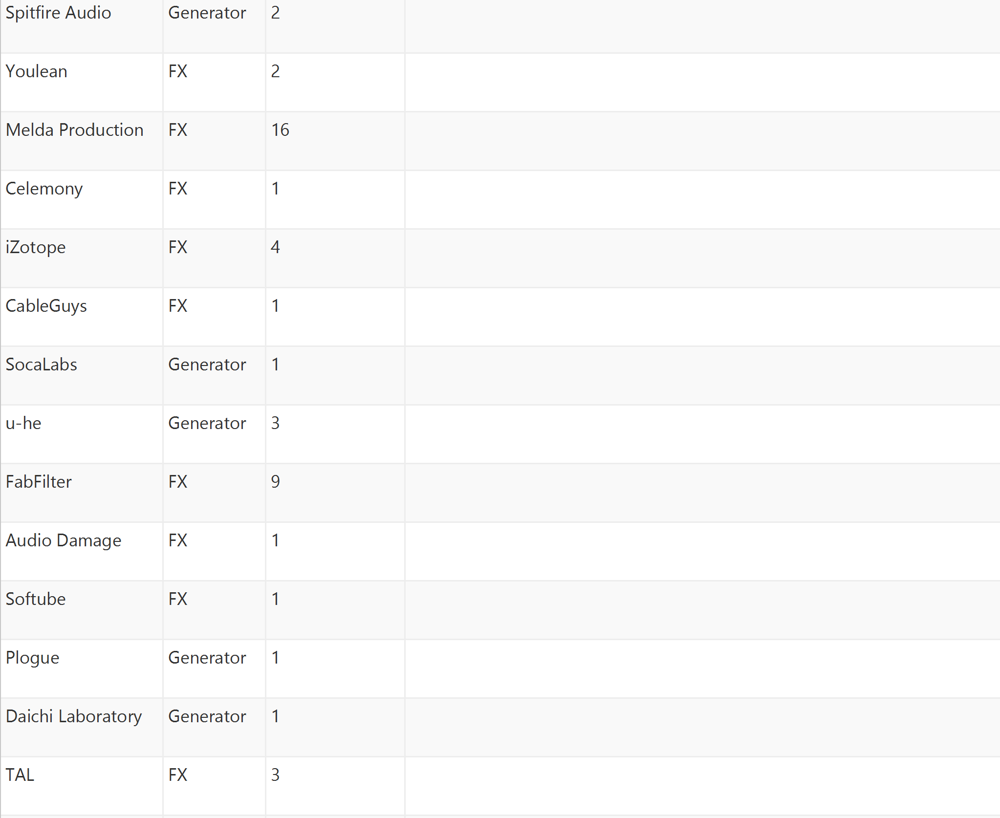 Spitfire Audio Generator 2
Youlean FX 2
Melda Production FX 16
Celemony FX 1
iZotope FX 4
CableGuys FX 1
SocaLabs Generator 1
u-he Generator 3
FabFilter FX 9
Audio Damage FX 1
Softube FX 1
Plogue Generator 1
Daichi Laboratory Generator 1
TAL FX 3